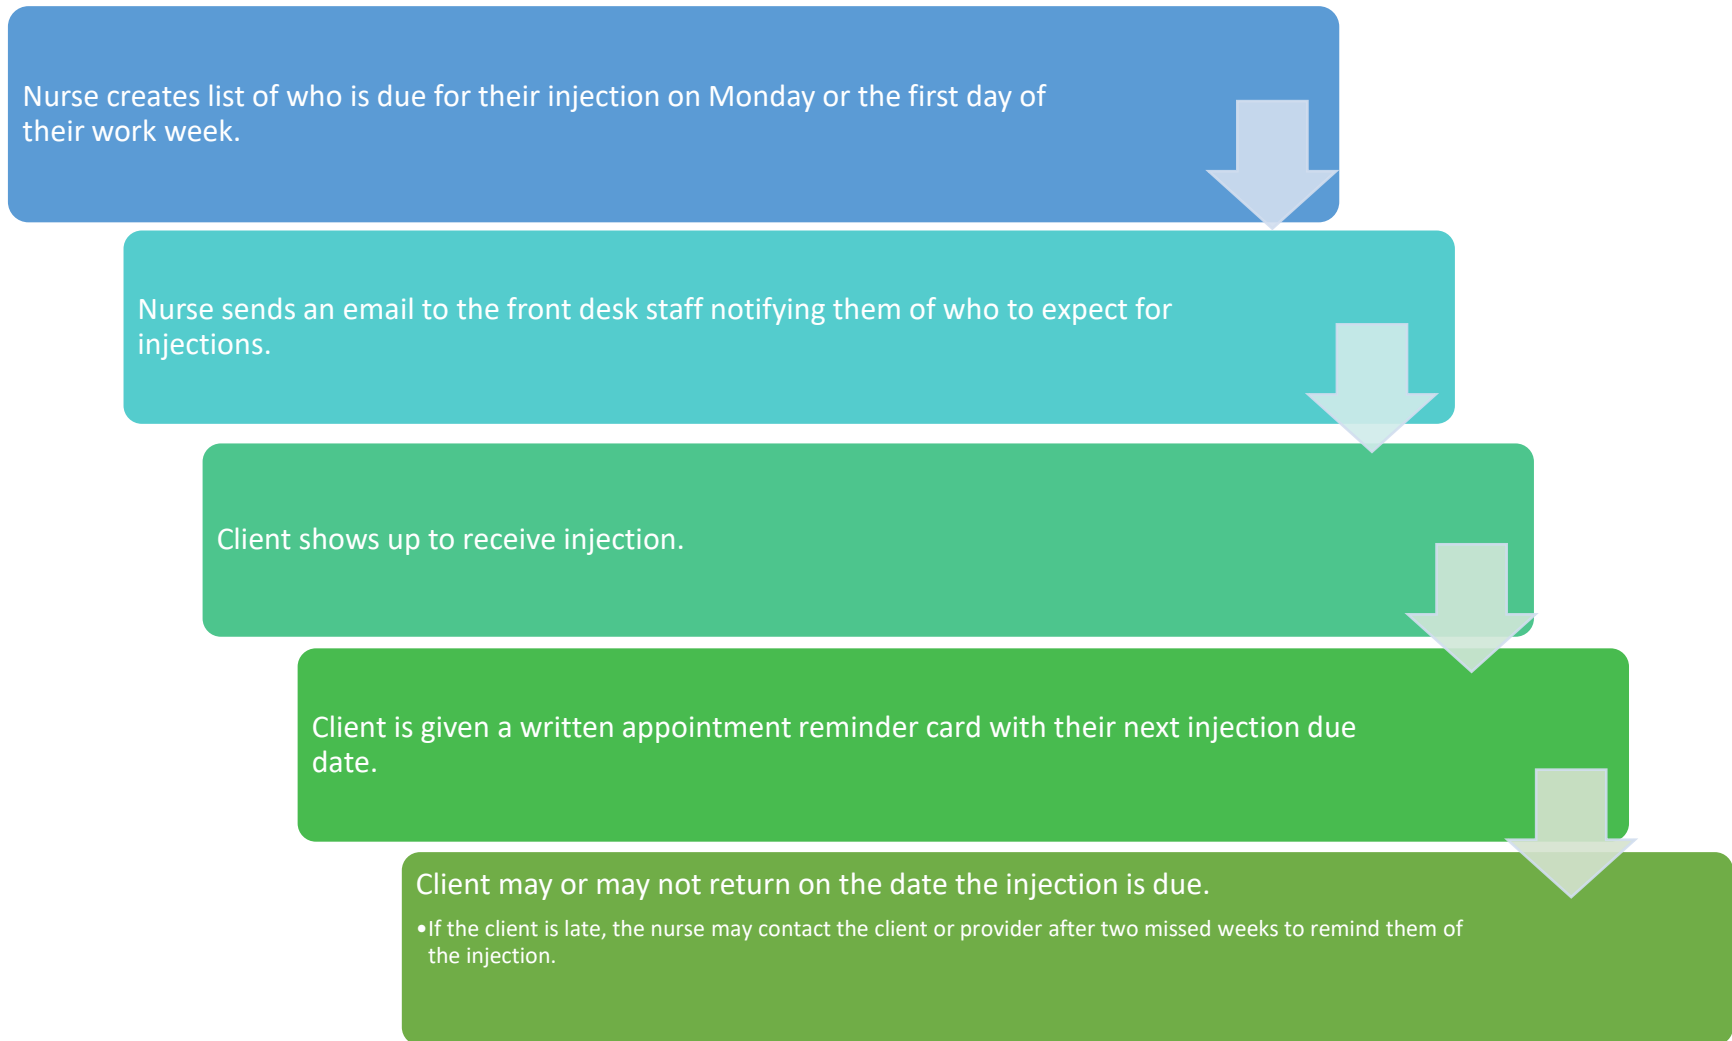 Nurse creates list of who is due for their injection on Monday or the first day of
their work week.
Nurse sends an email to the front desk staff notifying them of who to expect for
injections.
Client shows up to receive injection.
Client is given a written appointment reminder card with their next injection due
date.
Client may or may not return on the date the injection is due.
•If the client is late, the nurse may contact the client or provider after two missed weeks to remind them of
the injection.